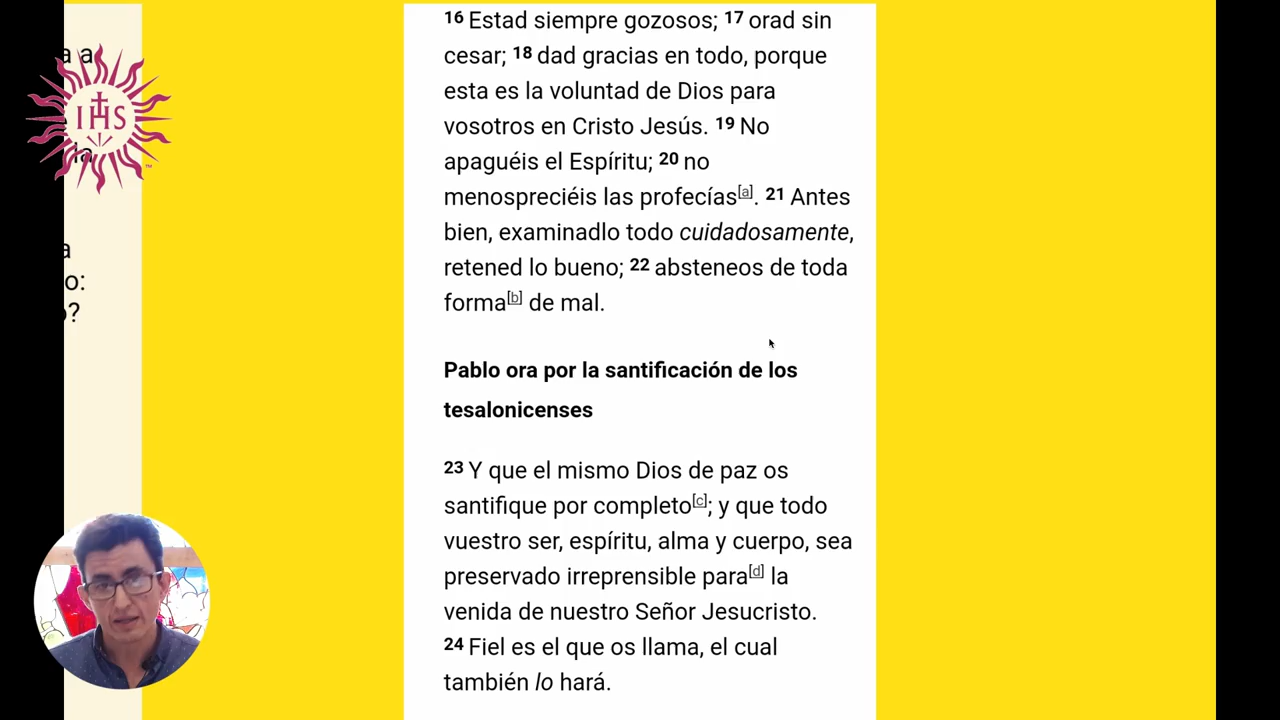 a a
la
a
o:
o?
IHS
16 Estad siempre gozosos; 17 orad sin
cesar; 18 dad gracias en todo, porque
esta es la voluntad de Dios para
vosotros en Cristo Jesús. 19 No
apaguéis el Espíritu; 20 no
menospreciéis las profecías[a]. 21 Antes
bien, examinadlo todo cuidadosamente,
retened lo bueno; 22 absteneos de toda
forma[b] de mal.
Pablo ora por la santificación de los
tesalonicenses
23 Y que el mismo Dios de paz os
santifique por completo[c]; y que todo
vuestro ser, espíritu, alma y cuerpo, sea
preservado irreprensible para[d] la
venida de nuestro Señor Jesucristo.
24 Fiel es el que os llama, el cual
también lo hará.